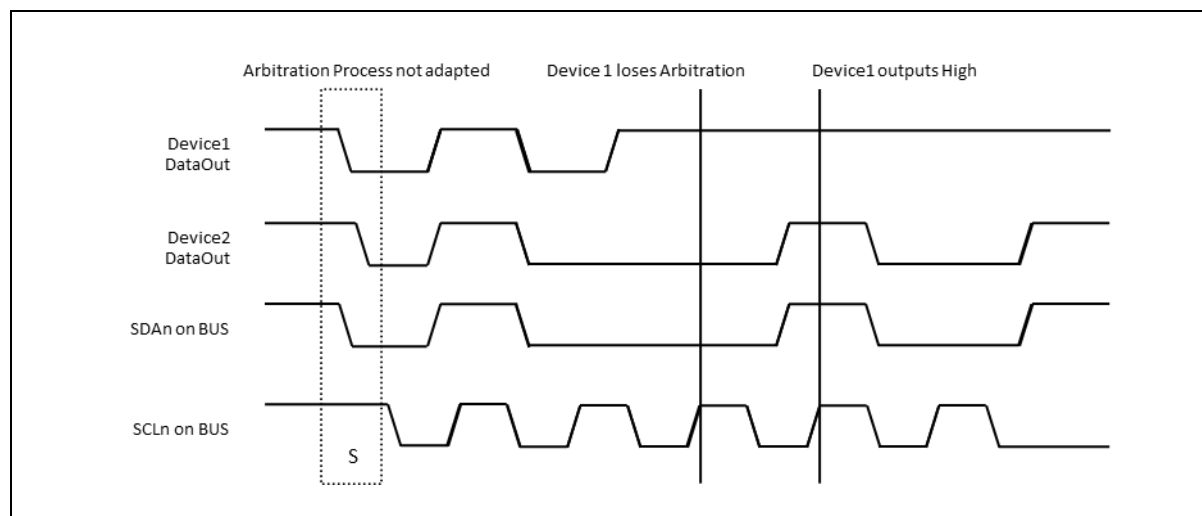 Arbitration Process not adapted
Device 1 loses Arbitration
Device1 outputs High
Device1
DataOut
Device2
DataOut
SDAn on BUS
SCLn on BUS
S